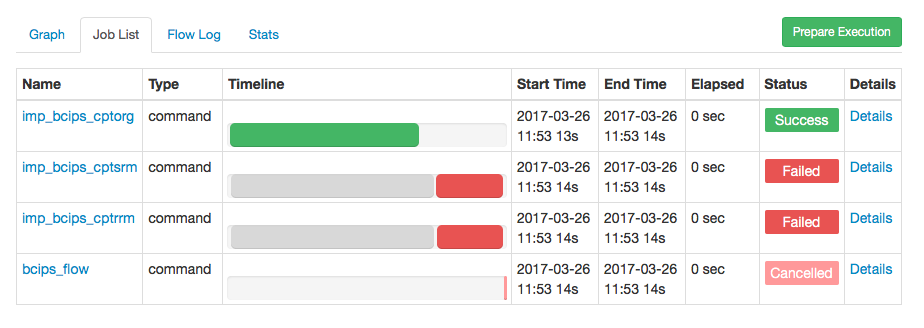 Graph Job List Flow Log Stats Prepare Execution
Name Type Timeline Start Time End Time Elapsed Status Details
imp_bcips_cptorg command 2017-03-26 2017-03-26 0 sec Success Details
11:53 13s 11:53 14s
imp_bcips_cptsrm command 2017-03-26 2017-03-26 0 sec Failed Details
11:53 14s 11:53 14s
imp_bcips_cptrrm command 2017-03-26 2017-03-26 0 sec Failed Details
11:53 14s 11:53 14s
bcips_flow command 2017-03-26 2017-03-26 0 sec Cancelled Details
11:53 14s 11:53 14s